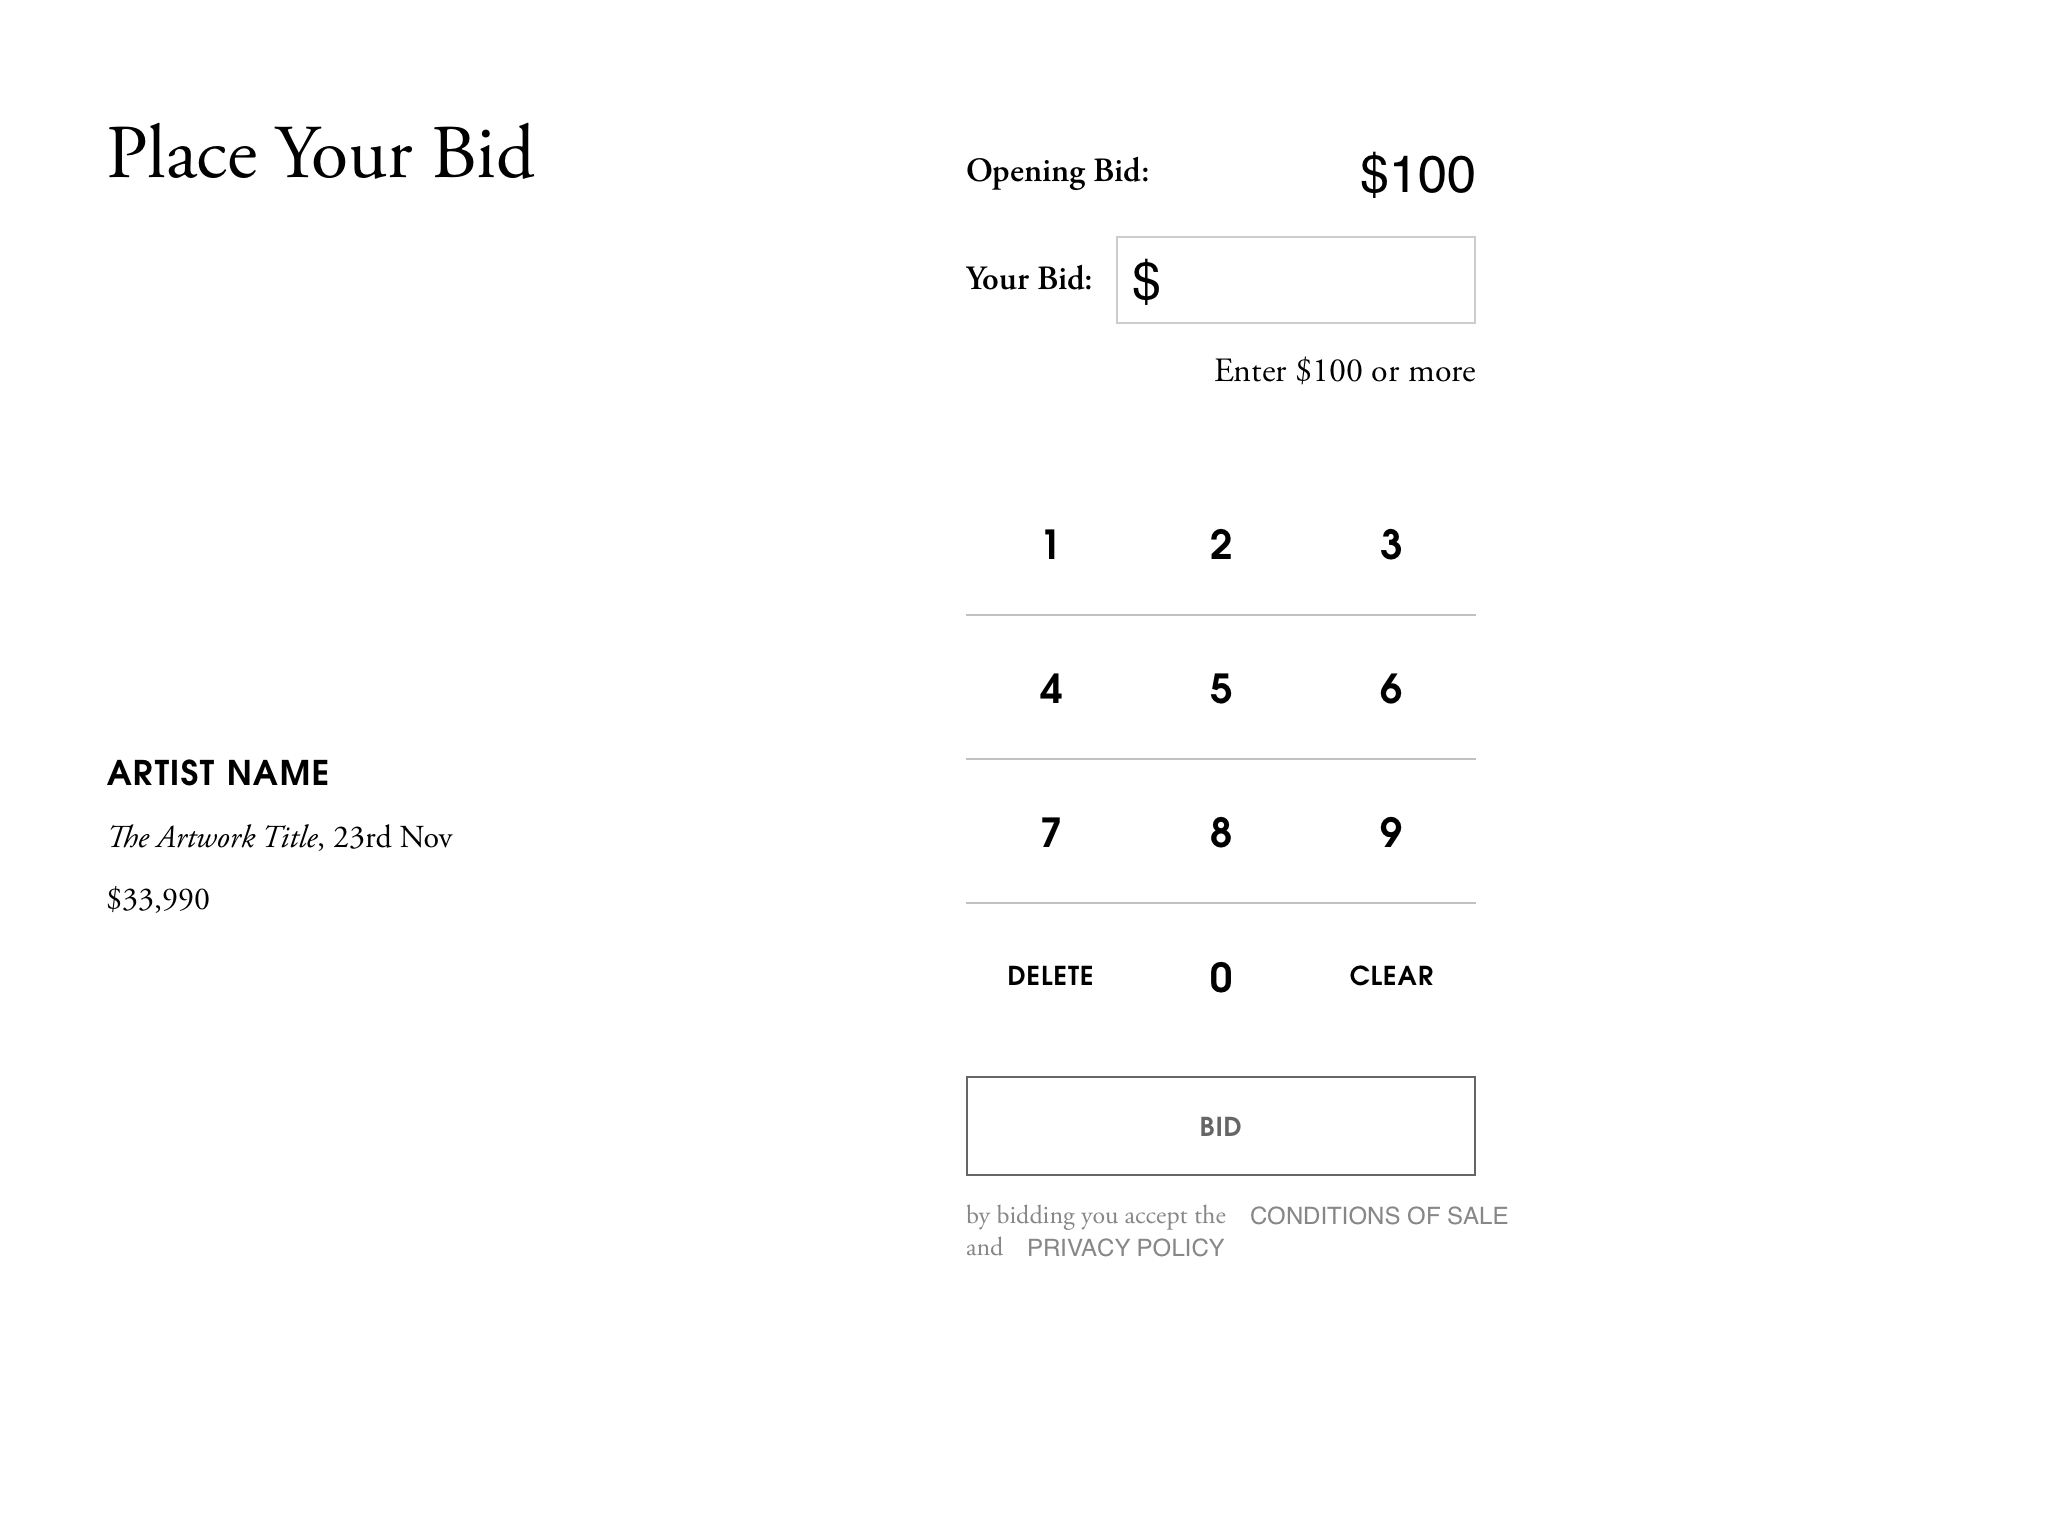 Place Your Bid
ARTIST NAME
The Artwork Title, 23rd Nov
$33,990
Opening Bid: $100
Your Bid: $
Enter $100 or more
1 2 3
4 5 6
7 8 9
DELETE 0 CLEAR
BID
by bidding you accept the CONDITIONS OF SALE
and PRIVACY POLICY